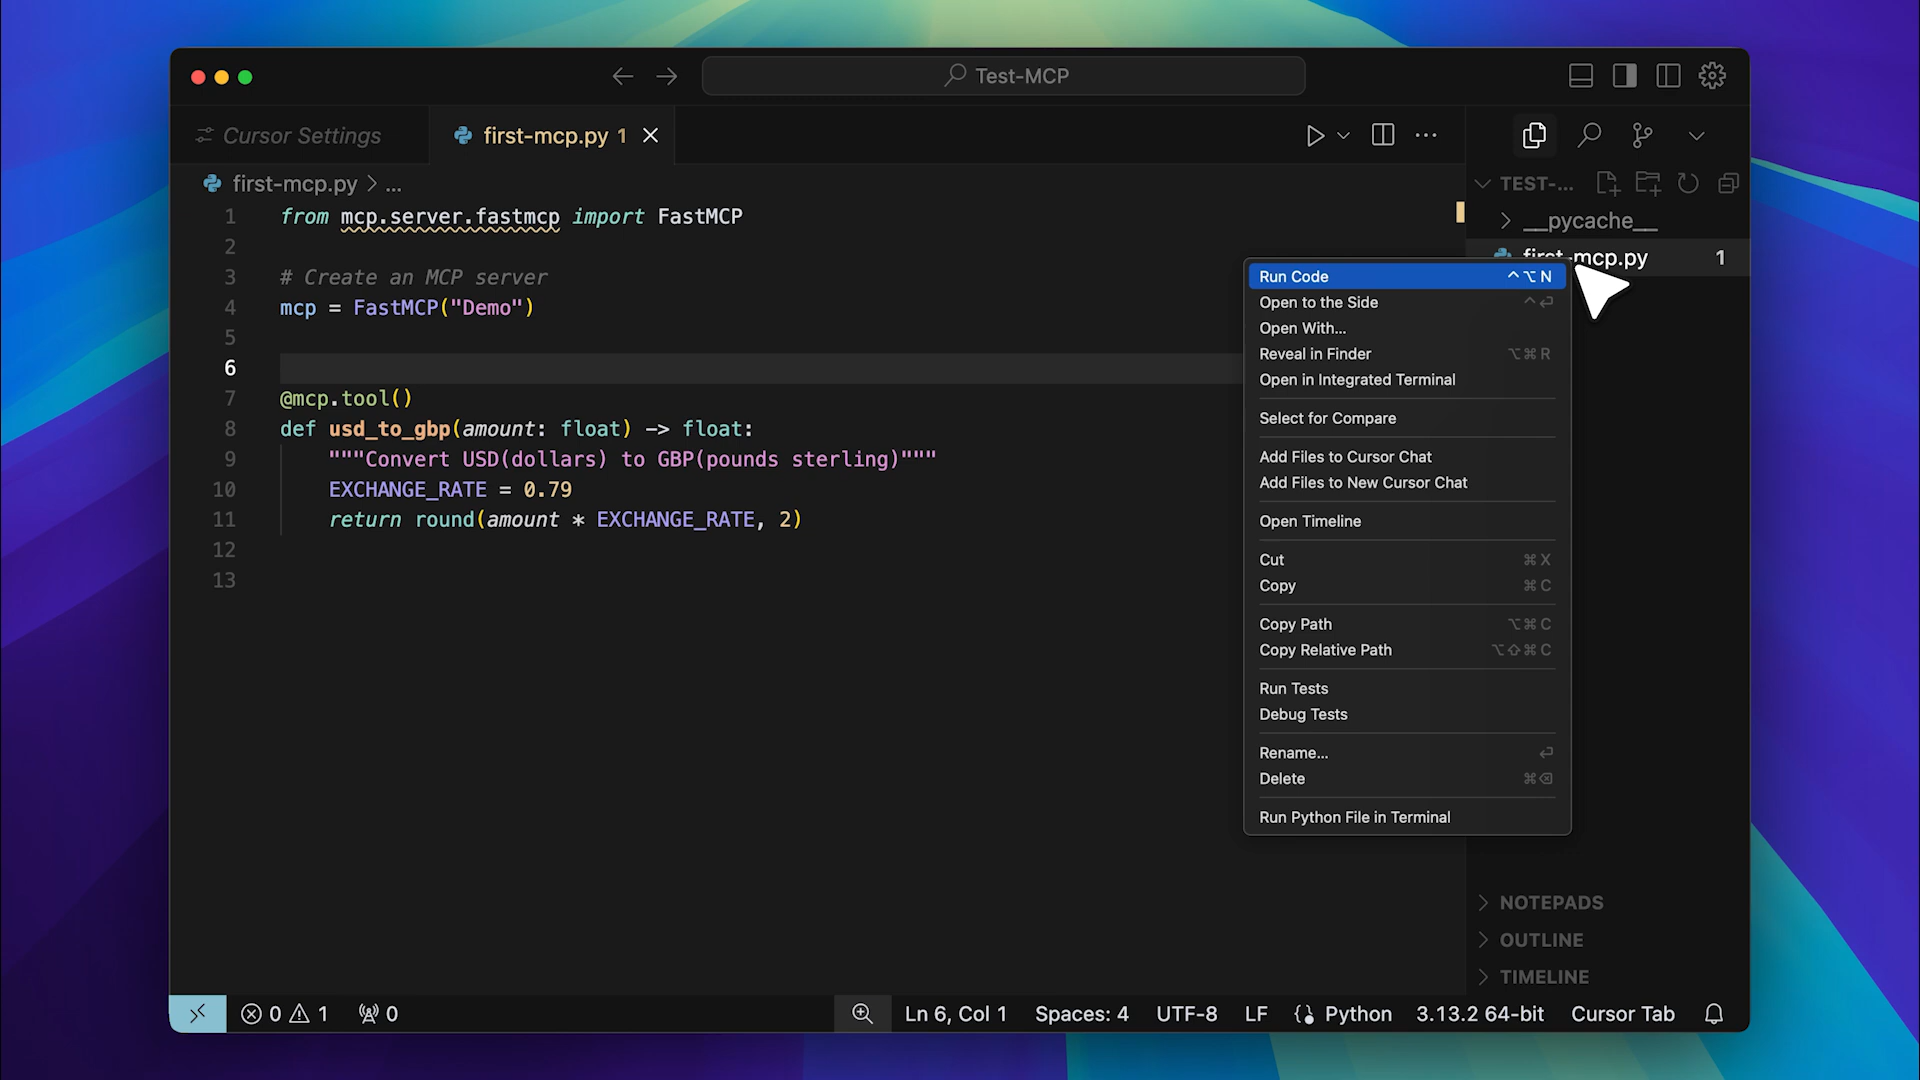 Test-MCP
Cursor Settings
first-mcp.py 1
first-mcp.py > ...
1 from mcp.server.fastmcp import FastMCP
2
3 # Create an MCP server
4 mcp = FastMCP("Demo")
5
6
7 @mcp.tool()
8 def usd_to_gbp(amount: float) -> float:
9 """Convert USD(dollars) to GBP(pounds sterling)"""
10 EXCHANGE_RATE = 0.79
11 return round(amount * EXCHANGE_RATE, 2)
12
13
TEST-...
__pycache__
first-mcp.py 1
Run Code ^⌥N
Open to the Side ^⏎
Open With...
Reveal in Finder ⌥⌘R
Open in Integrated Terminal
Select for Compare
Add Files to Cursor Chat
Add Files to New Cursor Chat
Open Timeline
Cut ⌘X
Copy ⌘C
Copy Path ⌥⌘C
Copy Relative Path ⌥⇧⌘C
Run Tests
Debug Tests
Rename... ⏎
Delete ⌘⌫
Run Python File in Terminal
NOTEPADS
OUTLINE
TIMELINE
0 1 0 Ln 6, Col 1 Spaces: 4 UTF-8 LF Python 3.13.2 64-bit Cursor Tab